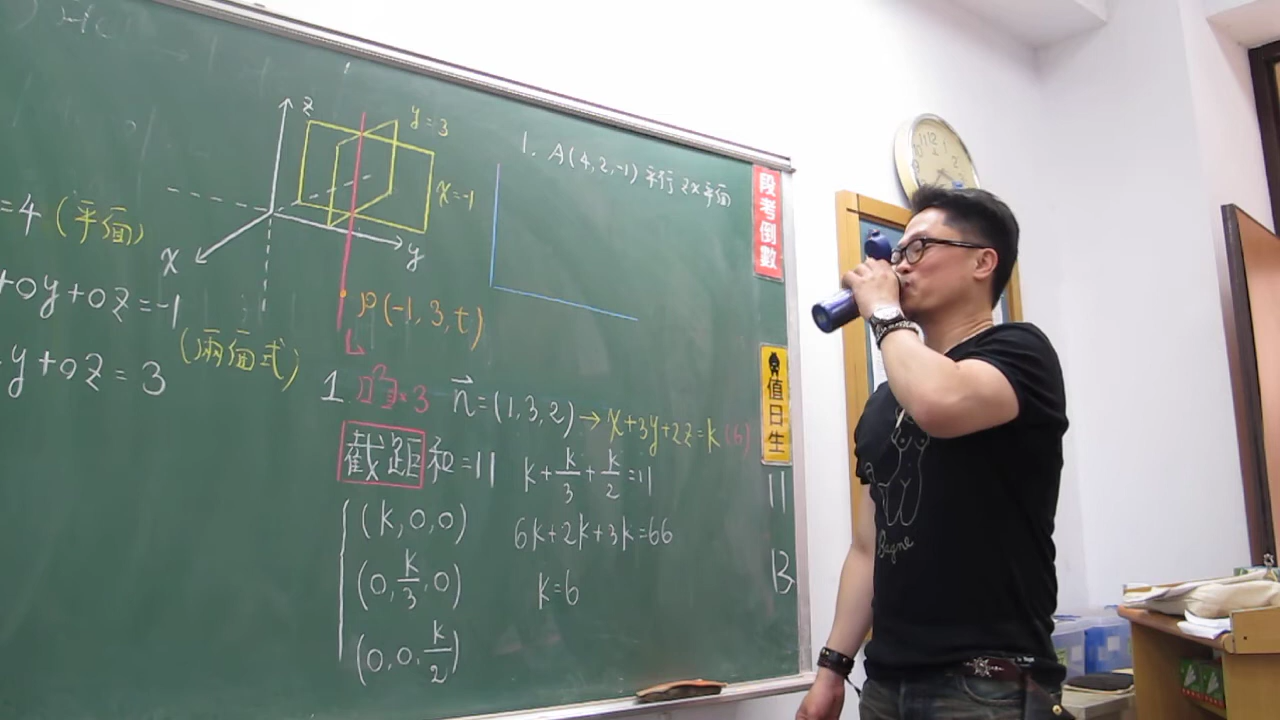 z
y=3
x=-1
x
y
P(-1,3,t)
L
=4 (平面)
+0y+0z=-1
y+0z=3
(兩面式)
1. A(4,2,-1) 平行 zx平面
1.
n=(1,3,2)→x+3y+2z=k(6)
截距和=11
k+k/3+k/2=11
(k,0,0)
6k+2k+3k=66
(0,k/3,0)
k=6
(0,0,k/2)
段考倒數
值日生
11
13
12
1
2